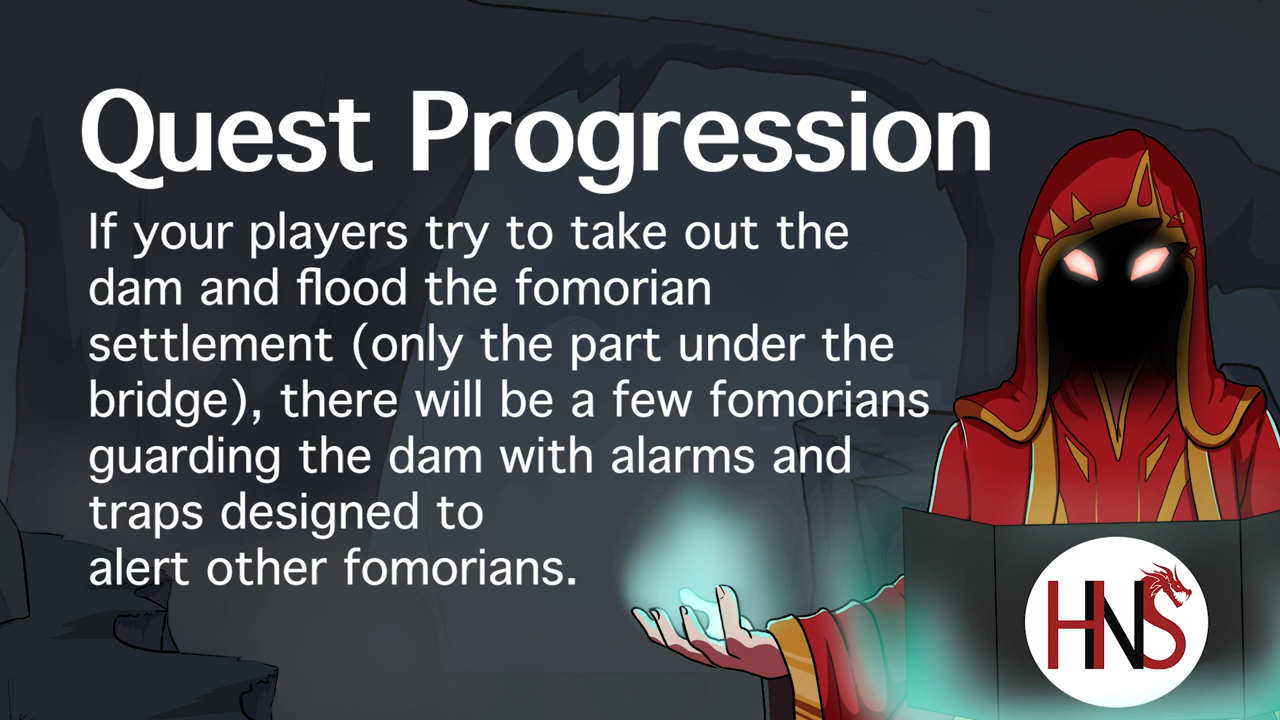 Quest Progression
If your players try to take out the
dam and flood the fomorian
settlement (only the part under the
bridge), there will be a few fomorians
guarding the dam with alarms and
traps designed to
alert other fomorians.
HNS